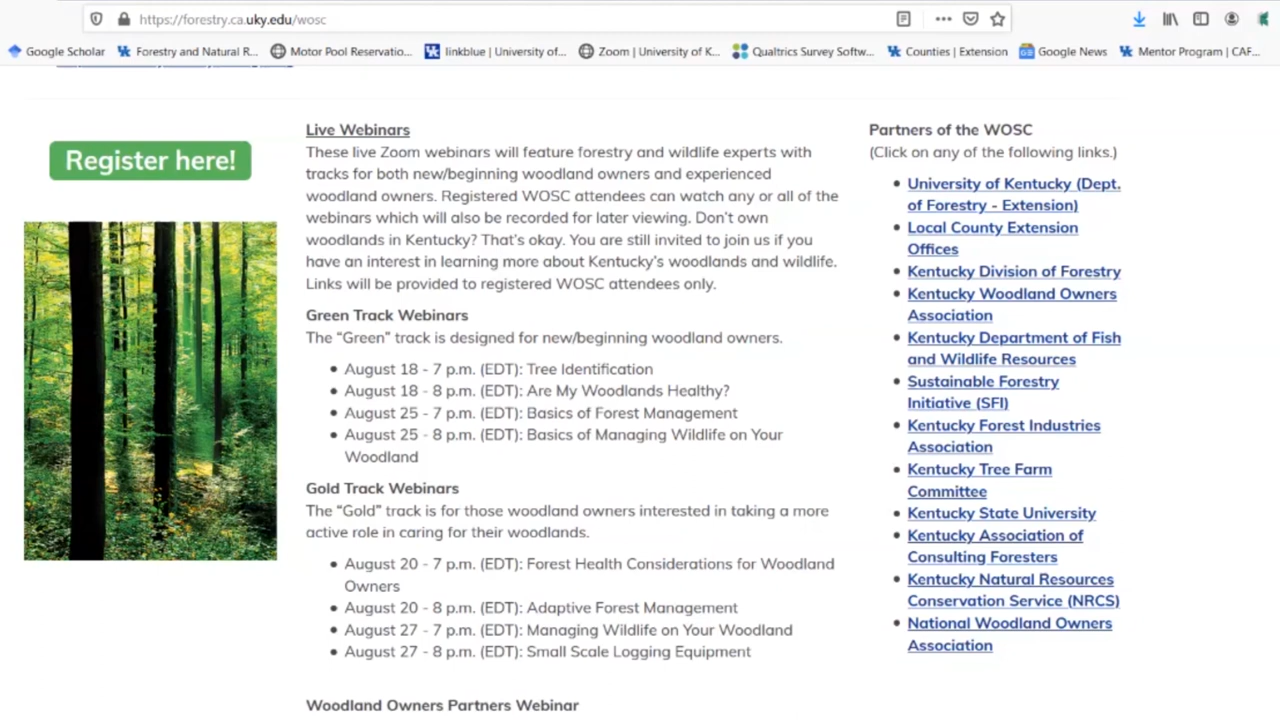 https://forestry.ca.uky.edu/wosc
Google Scholar
Forestry and Natural R...
Motor Pool Reservatio...
linkblue | University of...
Zoom | University of K...
Qualtrics Survey Softw...
Counties | Extension
Google News
Mentor Program | CAF...
Register here!
Live Webinars
These live Zoom webinars will feature forestry and wildlife experts with
tracks for both new/beginning woodland owners and experienced
woodland owners. Registered WOSC attendees can watch any or all of the
webinars which will also be recorded for later viewing. Don't own
woodlands in Kentucky? That's okay. You are still invited to join us if you
have an interest in learning more about Kentucky's woodlands and wildlife.
Links will be provided to registered WOSC attendees only.
Green Track Webinars
The “Green” track is designed for new/beginning woodland owners.
August 18 - 7 p.m. (EDT): Tree Identification
August 18 - 8 p.m. (EDT): Are My Woodlands Healthy?
August 25 - 7 p.m. (EDT): Basics of Forest Management
August 25 - 8 p.m. (EDT): Basics of Managing Wildlife on Your
Woodland
Gold Track Webinars
The “Gold” track is for those woodland owners interested in taking a more
active role in caring for their woodlands.
August 20 - 7 p.m. (EDT): Forest Health Considerations for Woodland
Owners
August 20 - 8 p.m. (EDT): Adaptive Forest Management
August 27 - 7 p.m. (EDT): Managing Wildlife on Your Woodland
August 27 - 8 p.m. (EDT): Small Scale Logging Equipment
Woodland Owners Partners Webinar
Partners of the WOSC
(Click on any of the following links.)
University of Kentucky (Dept.
of Forestry - Extension)
Local County Extension
Offices
Kentucky Division of Forestry
Kentucky Woodland Owners
Association
Kentucky Department of Fish
and Wildlife Resources
Sustainable Forestry
Initiative (SFI)
Kentucky Forest Industries
Association
Kentucky Tree Farm
Committee
Kentucky State University
Kentucky Association of
Consulting Foresters
Kentucky Natural Resources
Conservation Service (NRCS)
National Woodland Owners
Association